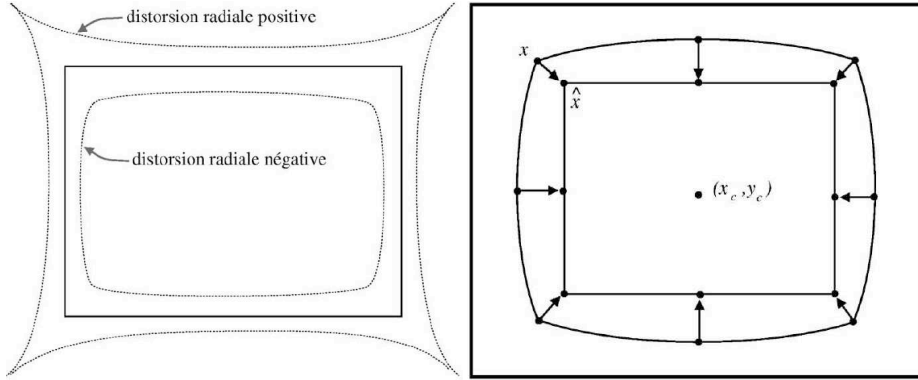 distorsion radiale positive
distorsion radiale négative
x
x̂
(x_c, y_c)